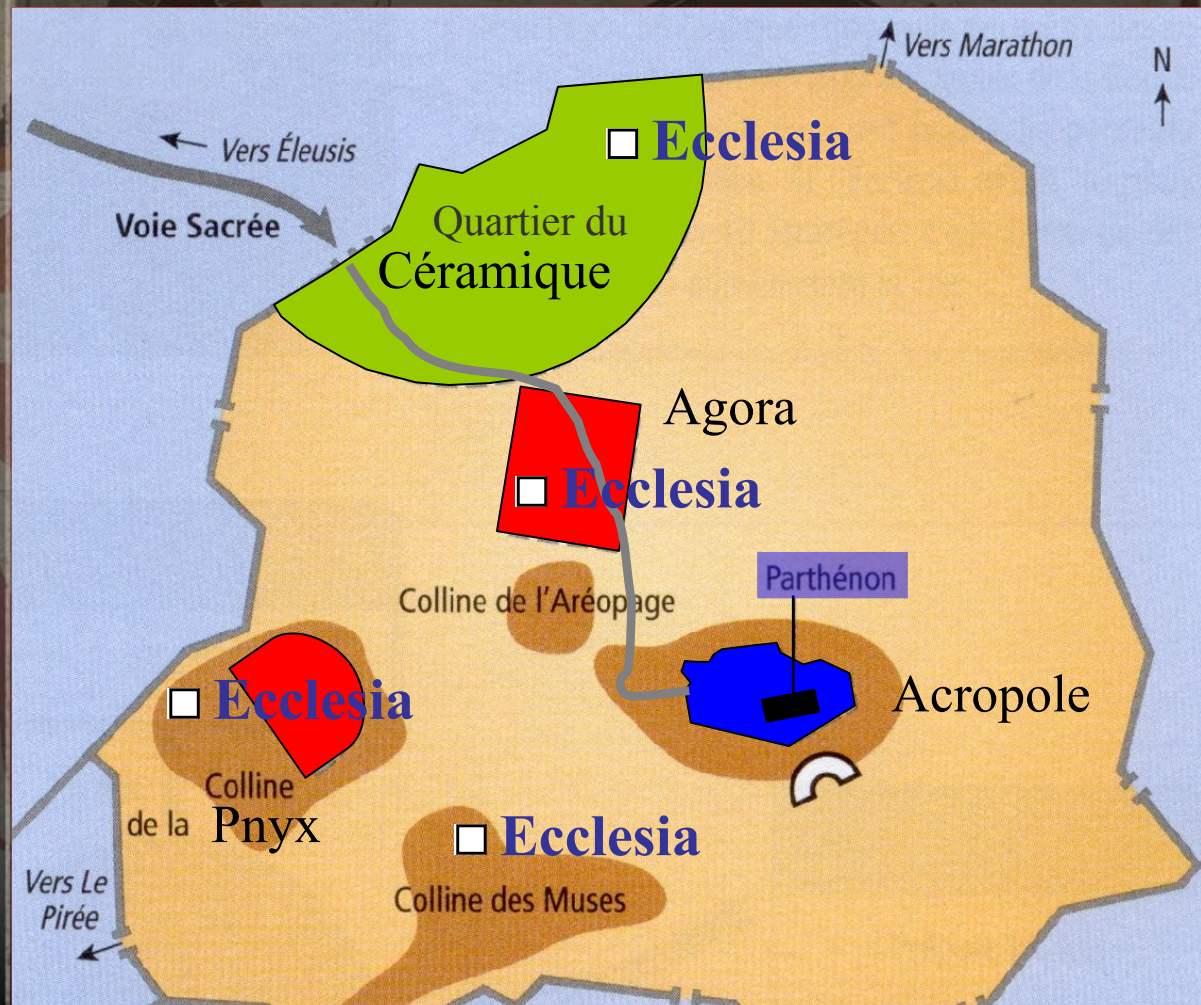 Vers Marathon
N
Ecclesia
Vers Éleusis
Voie Sacrée
Quartier du
Céramique
Agora
Ecclesia
Parthénon
Colline de l'Aréopage
Ecclesia
Acropole
Colline
de la Pnyx
Ecclesia
Vers Le
Pirée
Colline des Muses